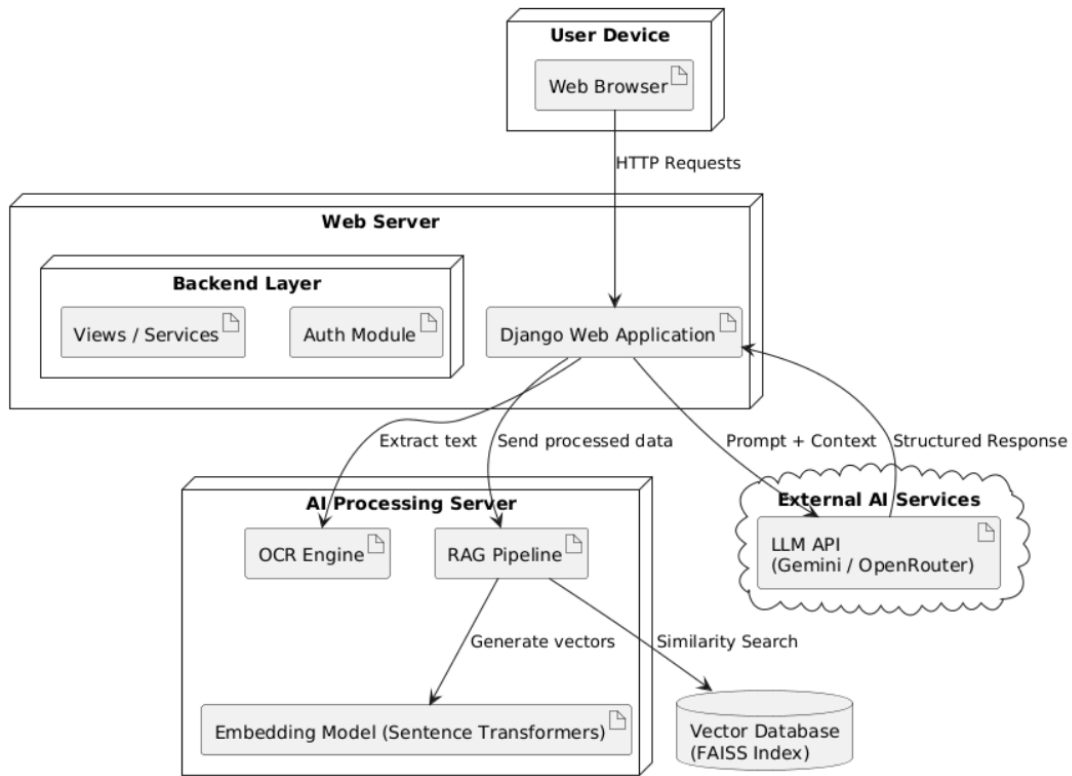 User Device
Web Browser
HTTP Requests
Web Server
Backend Layer
Views / Services
Auth Module
Django Web Application
Extract text
Send processed data
Prompt + Context
Structured Response
AI Processing Server
External AI Services
OCR Engine
RAG Pipeline
LLM API
(Gemini / OpenRouter)
Generate vectors
Similarity Search
Embedding Model (Sentence Transformers)
Vector Database
(FAISS Index)